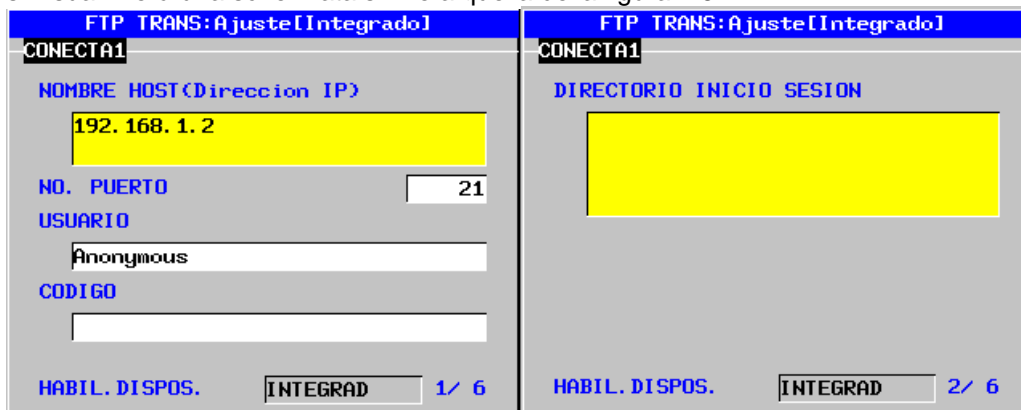 FTP TRANS:Ajuste[Integrado]
CONECTA1
NOMBRE HOST(Direccion IP)
192.168.1.2
NO. PUERTO 21
USUARIO
Anonymous
CODIGO
HABIL.DISPOS. INTEGRAD 1/ 6
FTP TRANS:Ajuste[Integrado]
CONECTA1
DIRECTORIO INICIO SESION
HABIL.DISPOS. INTEGRAD 2/ 6